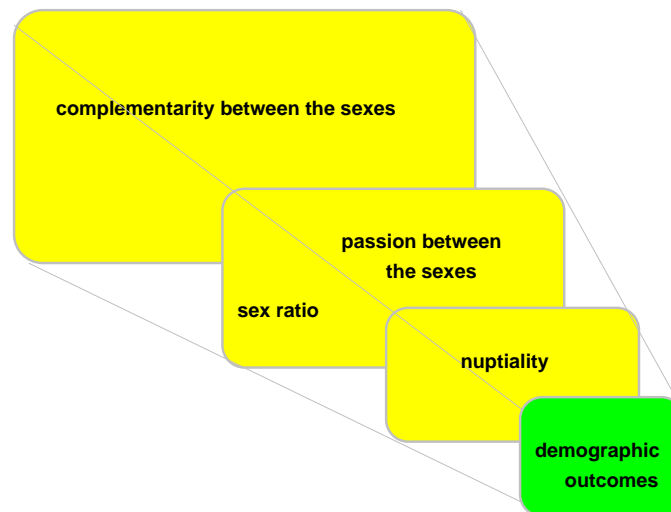 complementarity between the sexes
passion between
the sexes
sex ratio
nuptiality
demographic
outcomes